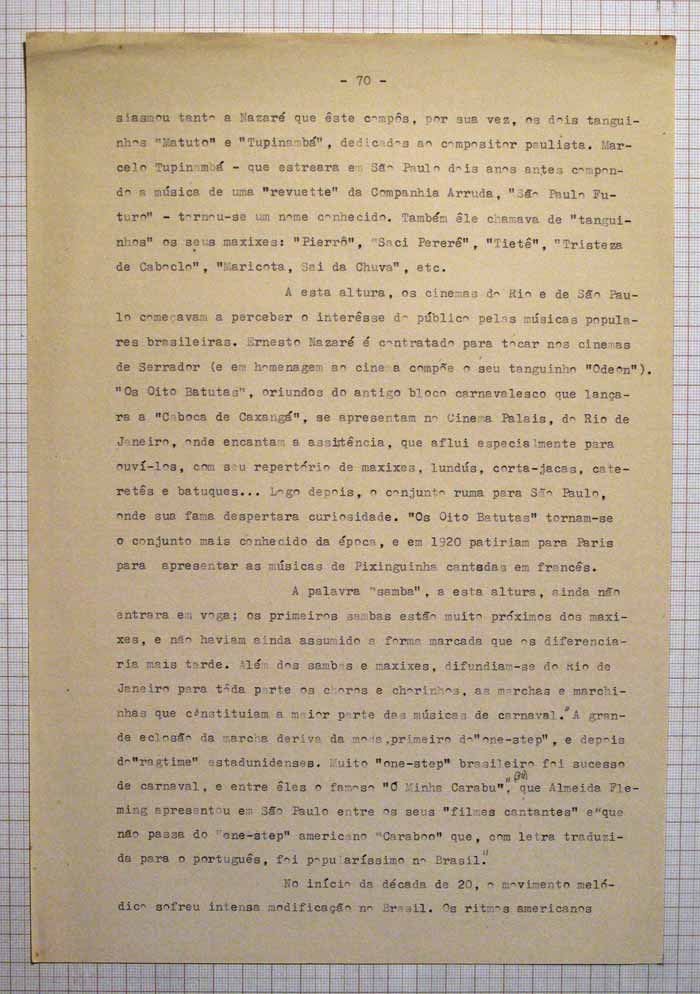 - 70 -
siasmou tanto a Nazaré que êste compôs, por sua vez, os dois tangui-
nhos "Matuto" e "Tupinambá", dedicados ao compositor paulista. Mar-
celo Tupinambá - que estreara em São Paulo dois anos antes compon-
do a música de uma "revuette" da Companhia Arruda, "São Paulo Fu-
turo" - tornou-se um nome conhecido. Também êle chamava de "tangui-
nhos" os seus maxixes: "Pierrô", "Saci Pererê", "Tietê", "Tristeza
de Caboclo", "Maricota, Sai da Chuva", etc.
A esta altura, os cinemas do Rio e de São Pau-
lo começavam a perceber o interêsse do público pelas músicas popula-
res brasileiras. Ernesto Nazaré é contratado para tocar nos cinemas
de Serrador (e em homenagem ao cinema compõe o seu tanguinho "Odeon").
"Os Oito Batutas", oriundos do antigo bloco carnavalesco que lança-
ra a "Caboca de Caxangá", se apresentam no Cinema Palais, do Rio de
Janeiro, onde encantam a assistência, que aflui especialmente para
ouví-los, com seu repertório de maxixes, lundús, corta-jacas, cate-
retês e batuques... Logo depois, o conjunto ruma para São Paulo,
onde sua fama despertara curiosidade. "Os Oito Batutas" tornam-se
o conjunto mais conhecido da época, e em 1920 patiriam para Paris
para apresentar as músicas de Pixinguinha cantadas em francês.
A palavra "samba", a esta altura, ainda não
entrara em voga; os primeiros sambas estão muito próximos dos maxi-
xes, e não haviam ainda assumido a forma marcada que os diferencia-
ria mais tarde. Além dos sambas e maxixes, difundiam-se do Rio de
Janeiro para tôda parte os choros e chorinhos, as marchas e marchi-
nhas que constituiam a maior parte das músicas de carnaval. "A gran-
de eclosão da marcha deriva da moda, primeiro do "one-step", e depois
do "ragtime" estadunidenses. Muito "one-step" brasileiro foi sucesso
de carnaval, e entre êles o famoso "O Minha Carabu", que Almeida Fle-
ming apresentou em São Paulo entre os seus "filmes cantantes" e "que
não passa do "one-step" americano "Caraboo" que, com letra traduzi-
da para o português, foi popularíssimo no Brasil."
No início da década de 20, o movimento meló-
dico sofreu intensa modificação no Brasil. Os ritmos americanos